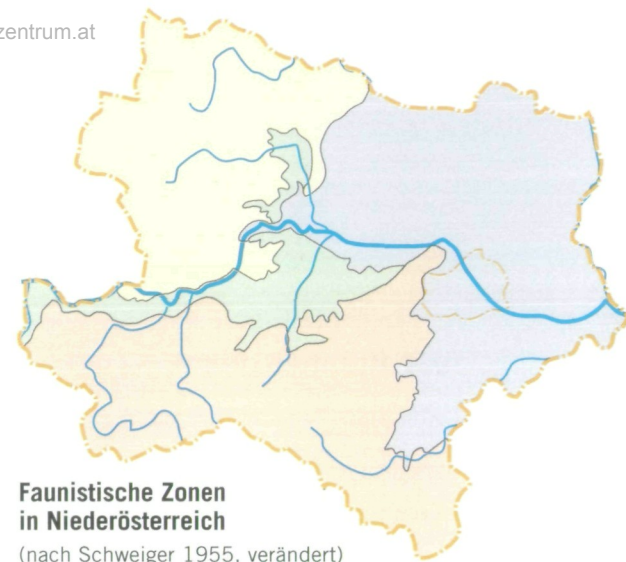 zentrum.at
Faunistische Zonen
in Niederösterreich
(nach Schweiger 1955, verändert)